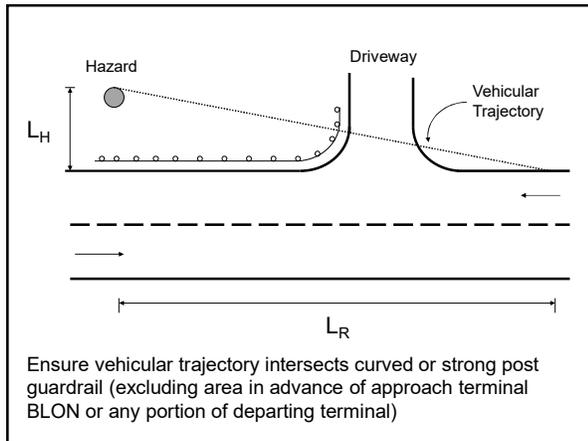 Driveway
Hazard
Vehicular
Trajectory
LH
LR
Ensure vehicular trajectory intersects curved or strong post
guardrail (excluding area in advance of approach terminal
BLON or any portion of departing terminal)